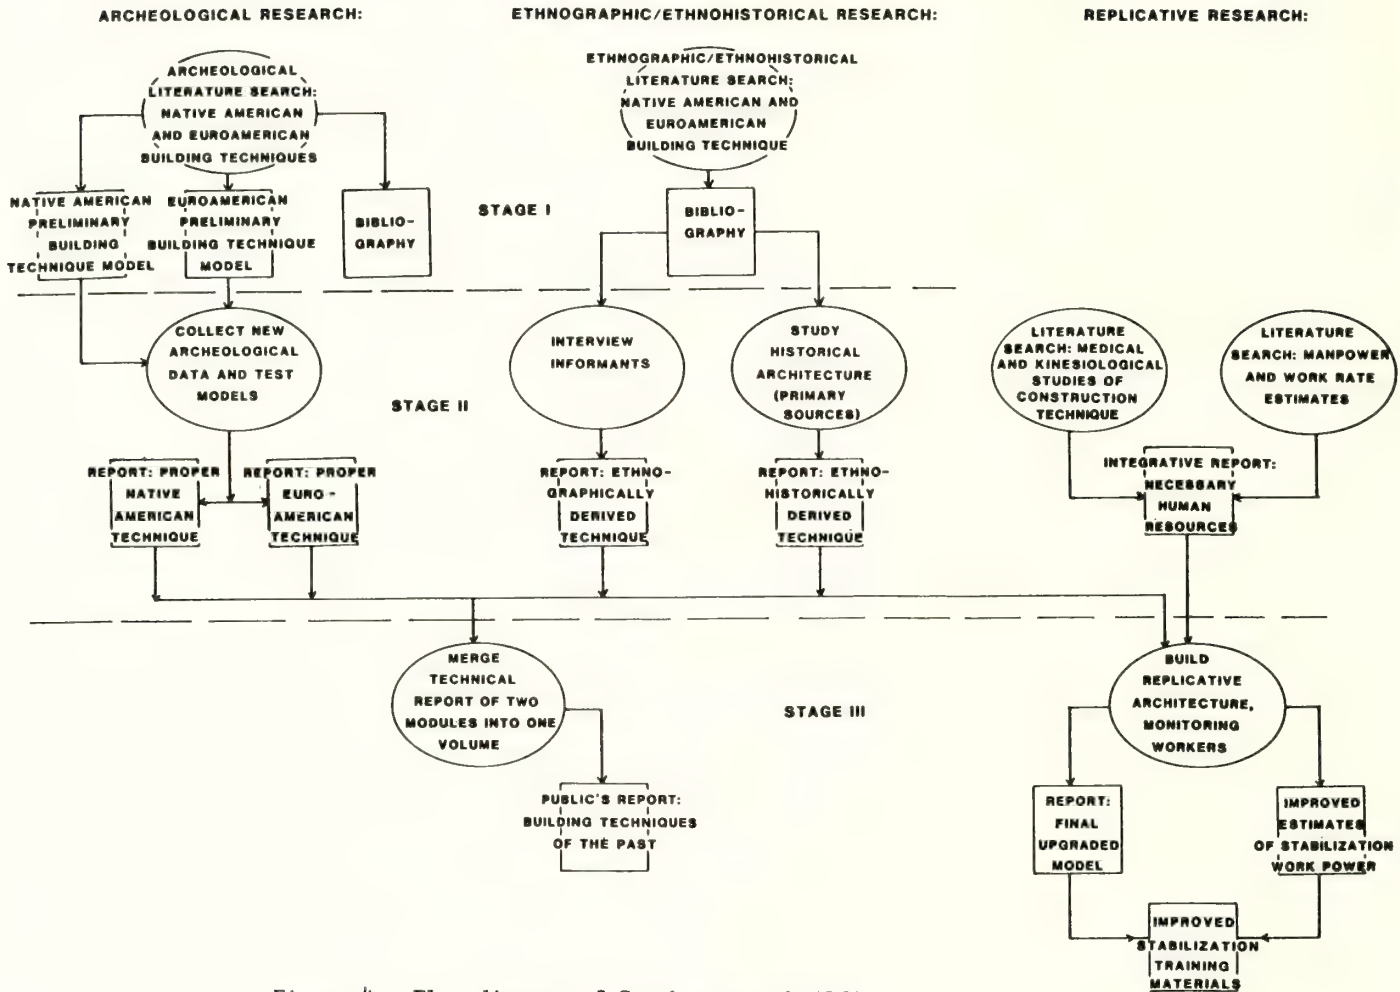 ARCHEOLOGICAL RESEARCH:
ETHNOGRAPHIC/ETHNOHISTORICAL RESEARCH:
REPLICATIVE RESEARCH:
ARCHEOLOGICAL
LITERATURE SEARCH:
NATIVE AMERICAN
AND EUROAMERICAN
BUILDING TECHNIQUES
ETHNOGRAPHIC/ETHNOHISTORICAL
LITERATURE SEARCH:
NATIVE AMERICAN AND
EUROAMERICAN
BUILDING TECHNIQUE
NATIVE AMERICAN
PRELIMINARY
BUILDING
TECHNIQUE MODEL
EUROAMERICAN
PRELIMINARY
BUILDING TECHNIQUE
MODEL
BIBLIO-
GRAPHY
STAGE I
BIBLIO-
GRAPHY
COLLECT NEW
ARCHEOLOGICAL
DATA AND TEST
MODELS
STAGE II
INTERVIEW
INFORMANTS
STUDY
HISTORICAL
ARCHITECTURE
(PRIMARY
SOURCES)
LITERATURE
SEARCH: MEDICAL
AND KINESIOLOGICAL
STUDIES OF
CONSTRUCTION
TECHNIQUE
LITERATURE
SEARCH: MANPOWER
AND WORK RATE
ESTIMATES
REPORT: PROPER
NATIVE
AMERICAN
TECHNIQUE
REPORT: PROPER
EURO-
AMERICAN
TECHNIQUE
REPORT: ETHNO-
GRAPHICALLY
DERIVED
TECHNIQUE
REPORT: ETHNO-
HISTORICALLY
DERIVED
TECHNIQUE
INTEGRATIVE REPORT:
NECESSARY
HUMAN
RESOURCES
MERGE
TECHNICAL
REPORT OF TWO
MODULES INTO ONE
VOLUME
STAGE III
BUILD
REPLICATIVE
ARCHITECTURE,
MONITORING
WORKERS
PUBLIC'S REPORT:
BUILDING TECHNIQUES
OF THE PAST
REPORT:
FINAL
UPGRADED
MODEL
IMPROVED
ESTIMATES
OF STABILIZATION
WORK POWER
IMPROVED
STABILIZATION
TRAINING
MATERIALS